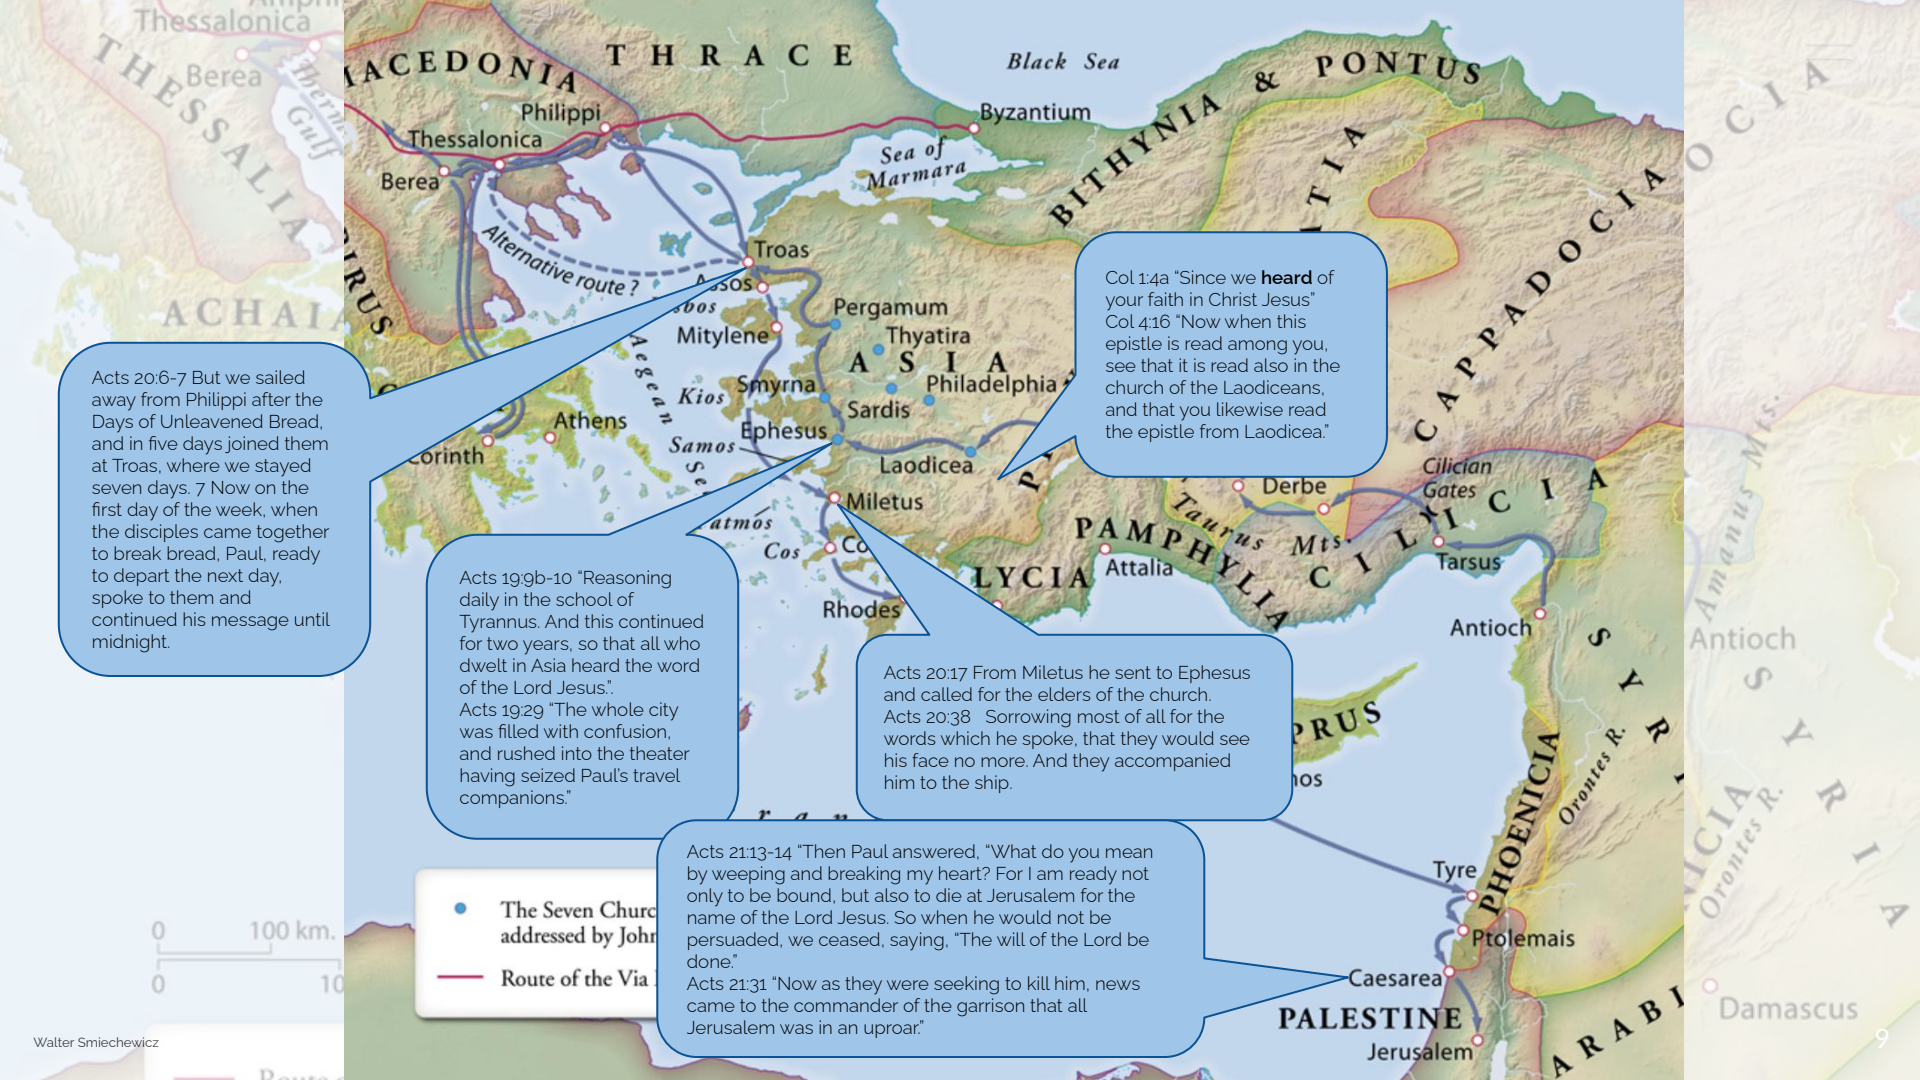 Thessalonica
Berea
THESSALIA
Gulf
ACHAIA
MACEDONIA
THRACE
Black Sea
BITHYNIA & PONTUS
Philippi
Byzantium
Thessalonica
Sea of
Marmara
Berea
Alternative route ?
Troas
Assos
Pergamum
Mitylene
Thyatira
ASIA
Aegean
Kios
Smyrna
Philadelphia
Sardis
Athens
Ephesus
Samos
Laodicea
Miletus
Cos
Rhodes
CAPPADOCIA
Cilician
Gates
Derbe
Taurus Mts.
CILICIA
Tarsus
PAMPHYLIA
Attalia
LYCIA
Antioch
SYRI
Orontes R.
PHOENICIA
Tyre
Ptolemais
Caesarea
PALESTINE
Jerusalem
ARABI
Amanus Mts.
Antioch
SYRIA
Orontes R.
Damascus
OCIA
Col 1:4a “Since we heard of
your faith in Christ Jesus”
Col 4:16 “Now when this
epistle is read among you,
see that it is read also in the
church of the Laodiceans,
and that you likewise read
the epistle from Laodicea.”
Acts 20:6-7 But we sailed
away from Philippi after the
Days of Unleavened Bread,
and in five days joined them
at Troas, where we stayed
seven days. 7 Now on the
first day of the week, when
the disciples came together
to break bread, Paul, ready
to depart the next day,
spoke to them and
continued his message until
midnight.
Acts 19:9b-10 “Reasoning
daily in the school of
Tyrannus. And this continued
for two years, so that all who
dwelt in Asia heard the word
of the Lord Jesus.”.
Acts 19:29 “The whole city
was filled with confusion,
and rushed into the theater
having seized Paul’s travel
companions.”
Acts 20:17 From Miletus he sent to Ephesus
and called for the elders of the church.
Acts 20:38   Sorrowing most of all for the
words which he spoke, that they would see
his face no more. And they accompanied
him to the ship.
Acts 21:13-14 “Then Paul answered, “What do you mean
by weeping and breaking my heart? For I am ready not
only to be bound, but also to die at Jerusalem for the
name of the Lord Jesus. So when he would not be
persuaded, we ceased, saying, “The will of the Lord be
done.”
Acts 21:31 “Now as they were seeking to kill him, news
came to the commander of the garrison that all
Jerusalem was in an uproar.”
The Seven Churc
addressed by John
Route of the Via
0 100 km.
0 10
Walter Smiechewicz
9